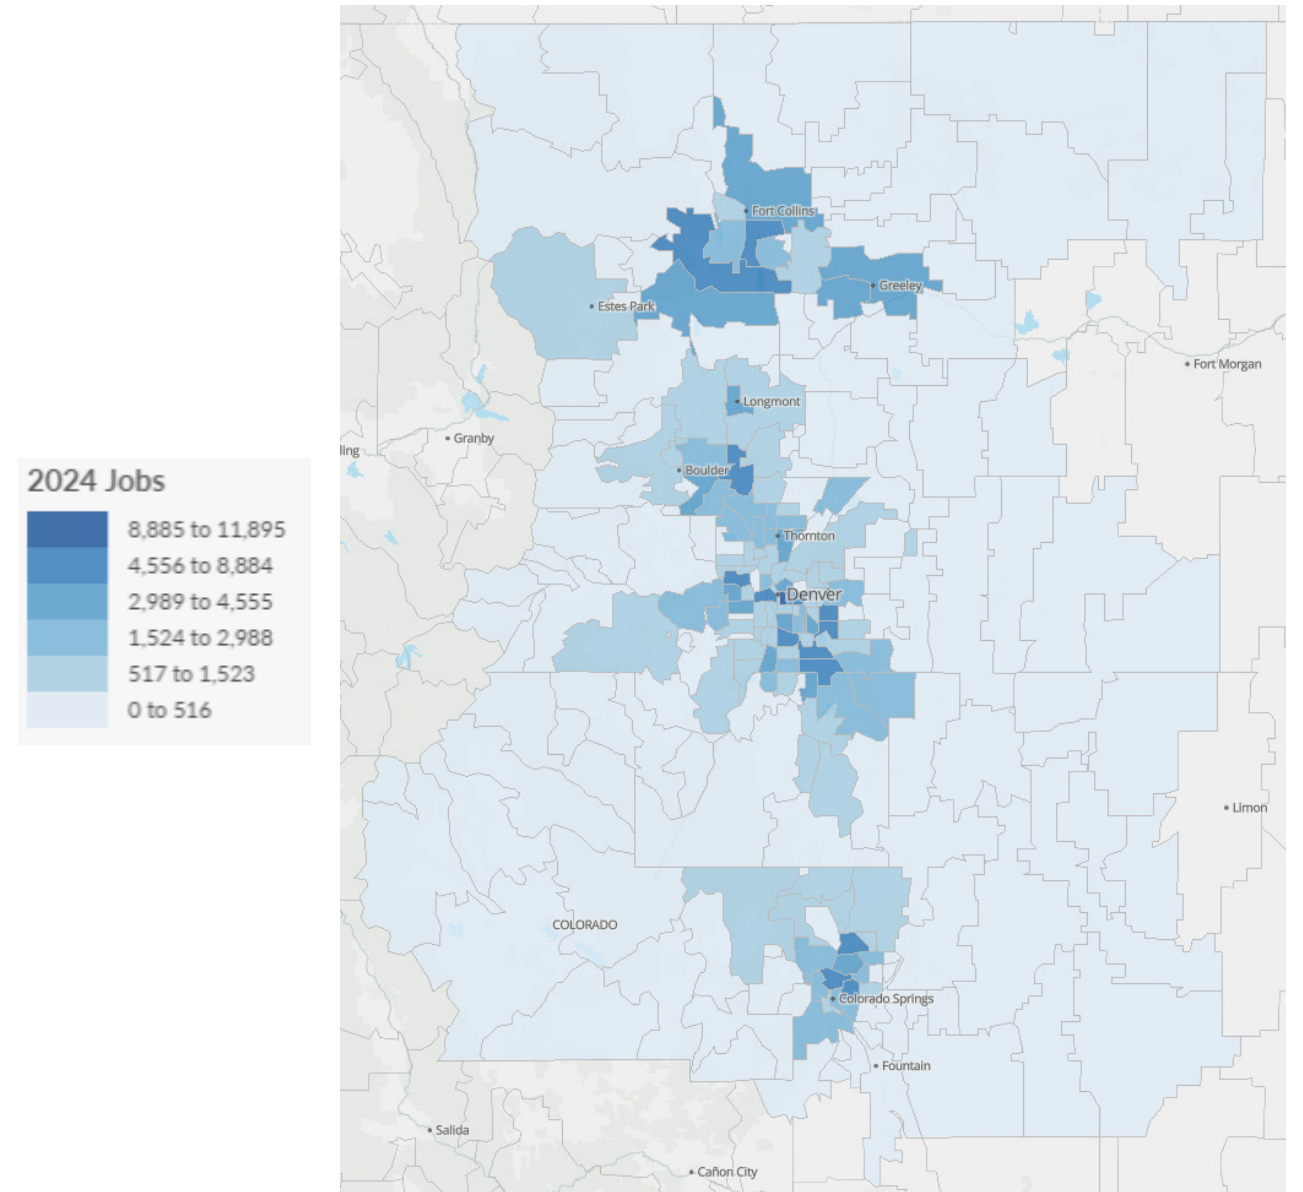 2024 Jobs
8,885 to 11,895
4,556 to 8,884
2,989 to 4,555
1,524 to 2,988
517 to 1,523
0 to 516
Fort Collins
Greeley
Estes Park
Fort Morgan
Longmont
Granby
ling
Boulder
Thornton
Denver
Limon
COLORADO
Colorado Springs
Fountain
Salida
Cañon City